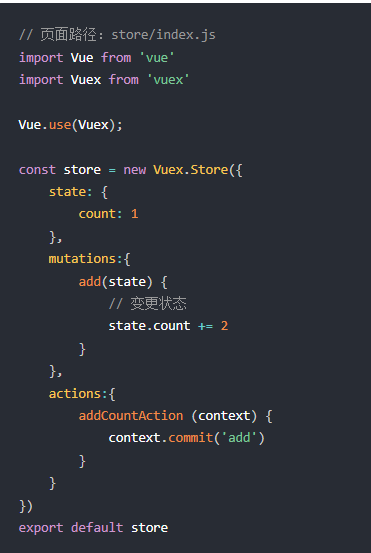 // 页面路径：store/index.js
import Vue from 'vue'
import Vuex from 'vuex'

Vue.use(Vuex);

const store = new Vuex.Store({
    state: {
        count: 1
    },
    mutations:{
        add(state) {
            // 变更状态
            state.count += 2
        }
    },
    actions:{
        addCountAction (context) {
            context.commit('add')
        }
    }
})
export default store